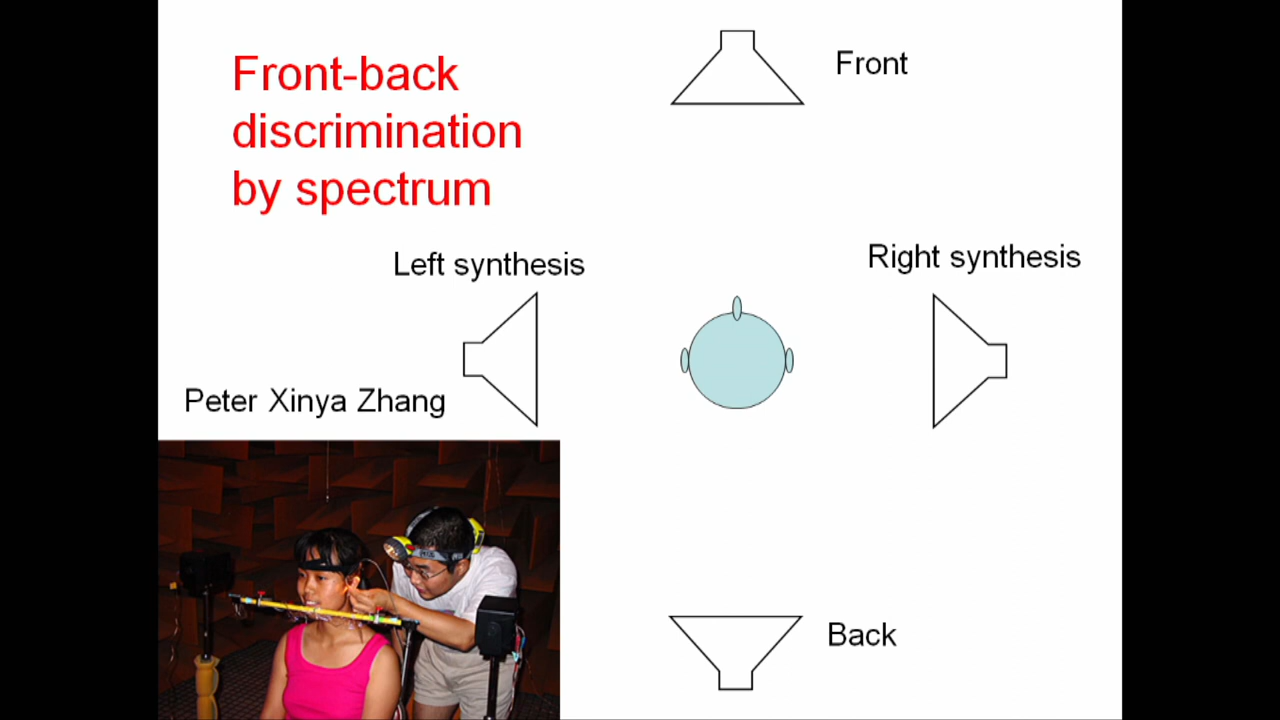 Front-back
discrimination
by spectrum
Front
Left synthesis
Right synthesis
Peter Xinya Zhang
Back